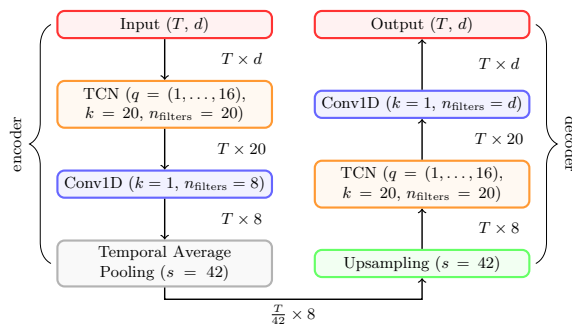 encoder
Input (T, d)
T × d
TCN (q = (1, . . . , 16),
k = 20, n_filters = 20)
T × 20
Conv1D (k = 1, n_filters = 8)
T × 8
Temporal Average
Pooling (s = 42)
T/42 × 8
Output (T, d)
T × d
Conv1D (k = 1, n_filters = d)
T × 20
TCN (q = (1, . . . , 16),
k = 20, n_filters = 20)
T × 8
Upsampling (s = 42)
decoder